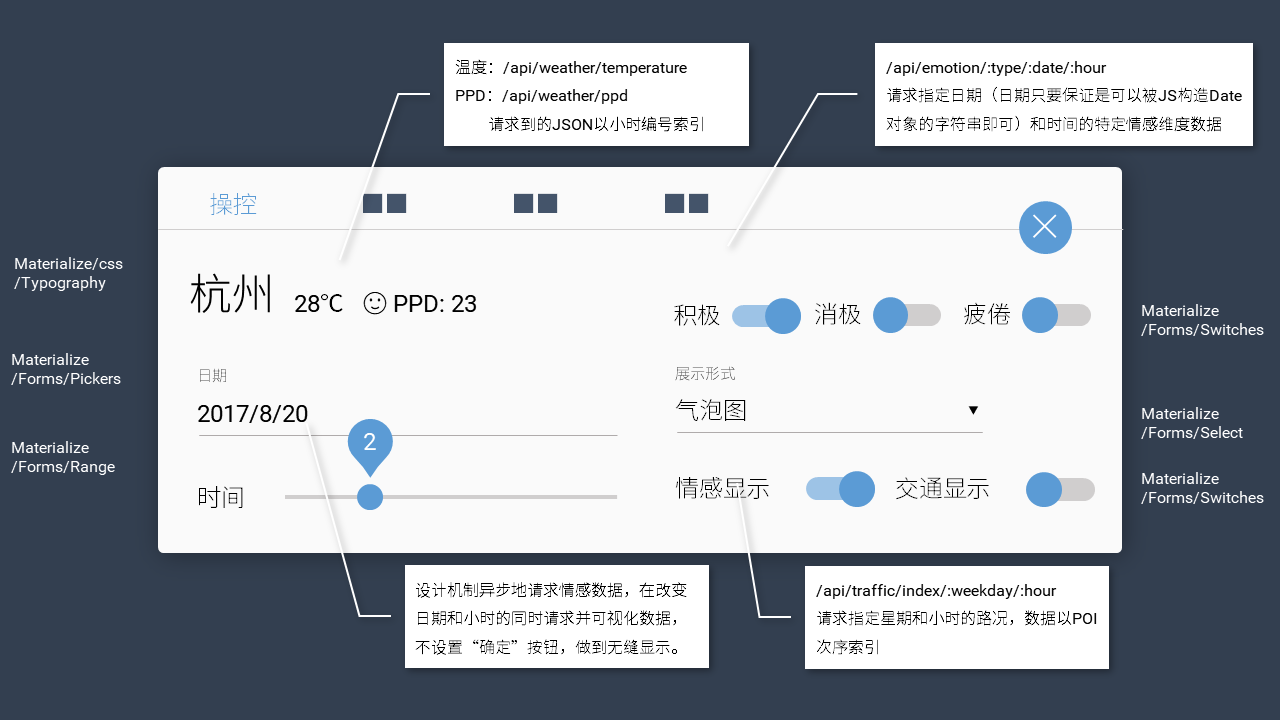 温度：/api/weather/temperature
PPD：/api/weather/ppd
请求到的JSON以小时编号索引
/api/emotion/:type/:date/:hour
请求指定日期（日期只要保证是可以被JS构造Date
对象的字符串即可）和时间的特定情感维度数据
操控
Materialize/css
/Typography
杭州
28℃
PPD: 23
积极
消极
疲倦
Materialize
/Forms/Switches
Materialize
/Forms/Pickers
日期
2017/8/20
展示形式
气泡图
Materialize
/Forms/Select
Materialize
/Forms/Range
2
时间
情感显示
交通显示
Materialize
/Forms/Switches
设计机制异步地请求情感数据，在改变
日期和小时的同时请求并可视化数据，
不设置“确定”按钮，做到无缝显示。
/api/traffic/index/:weekday/:hour
请求指定星期和小时的路况，数据以POI
次序索引